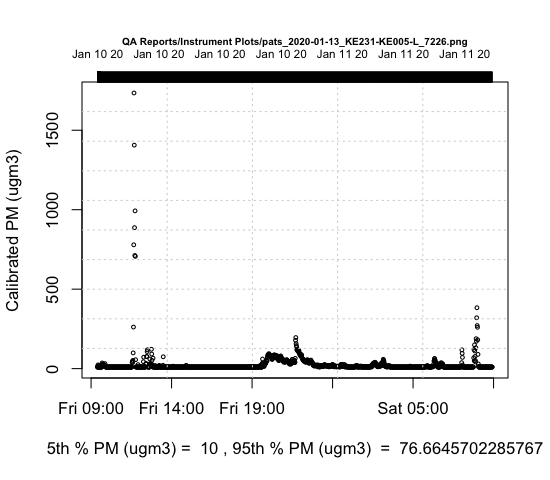 QA Reports/Instrument Plots/pats_2020-01-13_KE231-KE005-L_7226.png
Jan 10 20 Jan 10 20 Jan 10 20 Jan 10 20 Jan 11 20 Jan 11 20 Jan 11 20
Calibrated PM (ugm3)
1500
1000
500
0
Fri 09:00 Fri 14:00 Fri 19:00 Sat 05:00
5th % PM (ugm3) = 10 , 95th % PM (ugm3) = 76.6645702285767